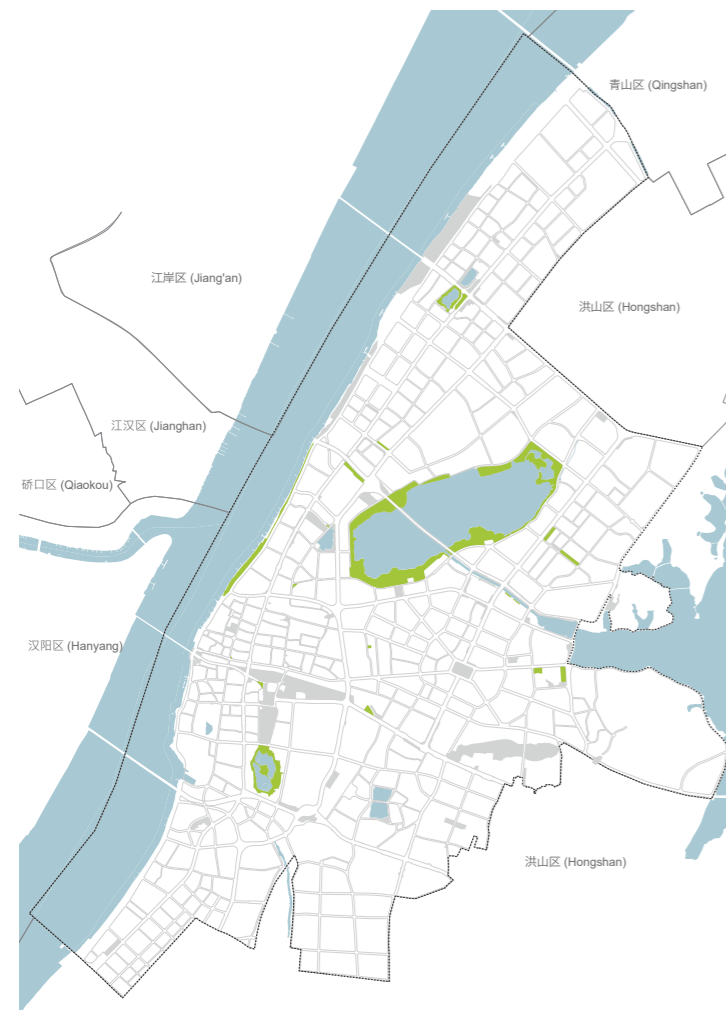 青山区 (Qingshan)
江岸区 (Jiang'an)
洪山区 (Hongshan)
江汉区 (Jianghan)
硚口区 (Qiaokou)
汉阳区 (Hanyang)
洪山区 (Hongshan)